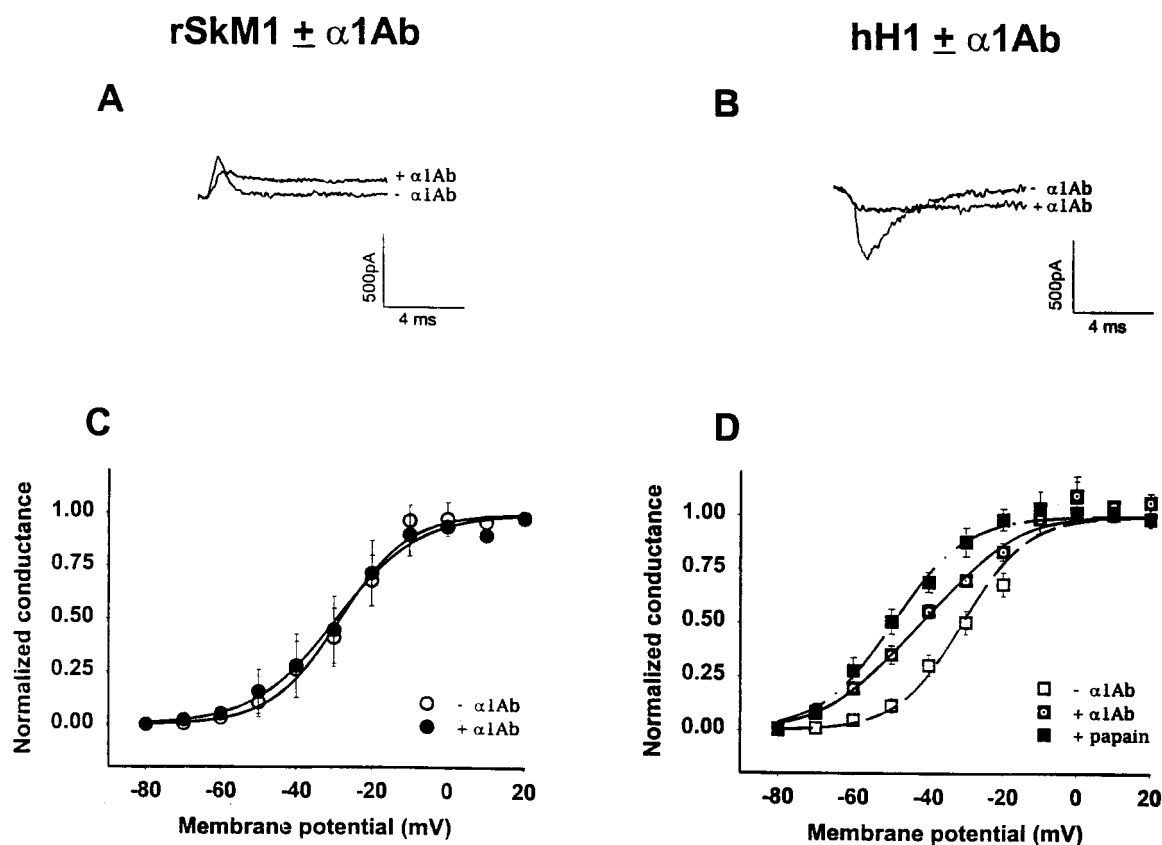 rSkM1 ± α1Ab
hH1 ± α1Ab
A
+ α1Ab
- α1Ab
500pA
4 ms
B
- α1Ab
+ α1Ab
500pA
4 ms
C
Normalized conductance
1.00
0.75
0.50
0.25
0.00
- α1Ab
+ α1Ab
-80
-60
-40
-20
0
20
Membrane potential (mV)
D
Normalized conductance
1.00
0.75
0.50
0.25
0.00
- α1Ab
+ α1Ab
+ papain
-80
-60
-40
-20
0
20
Membrane potential (mV)